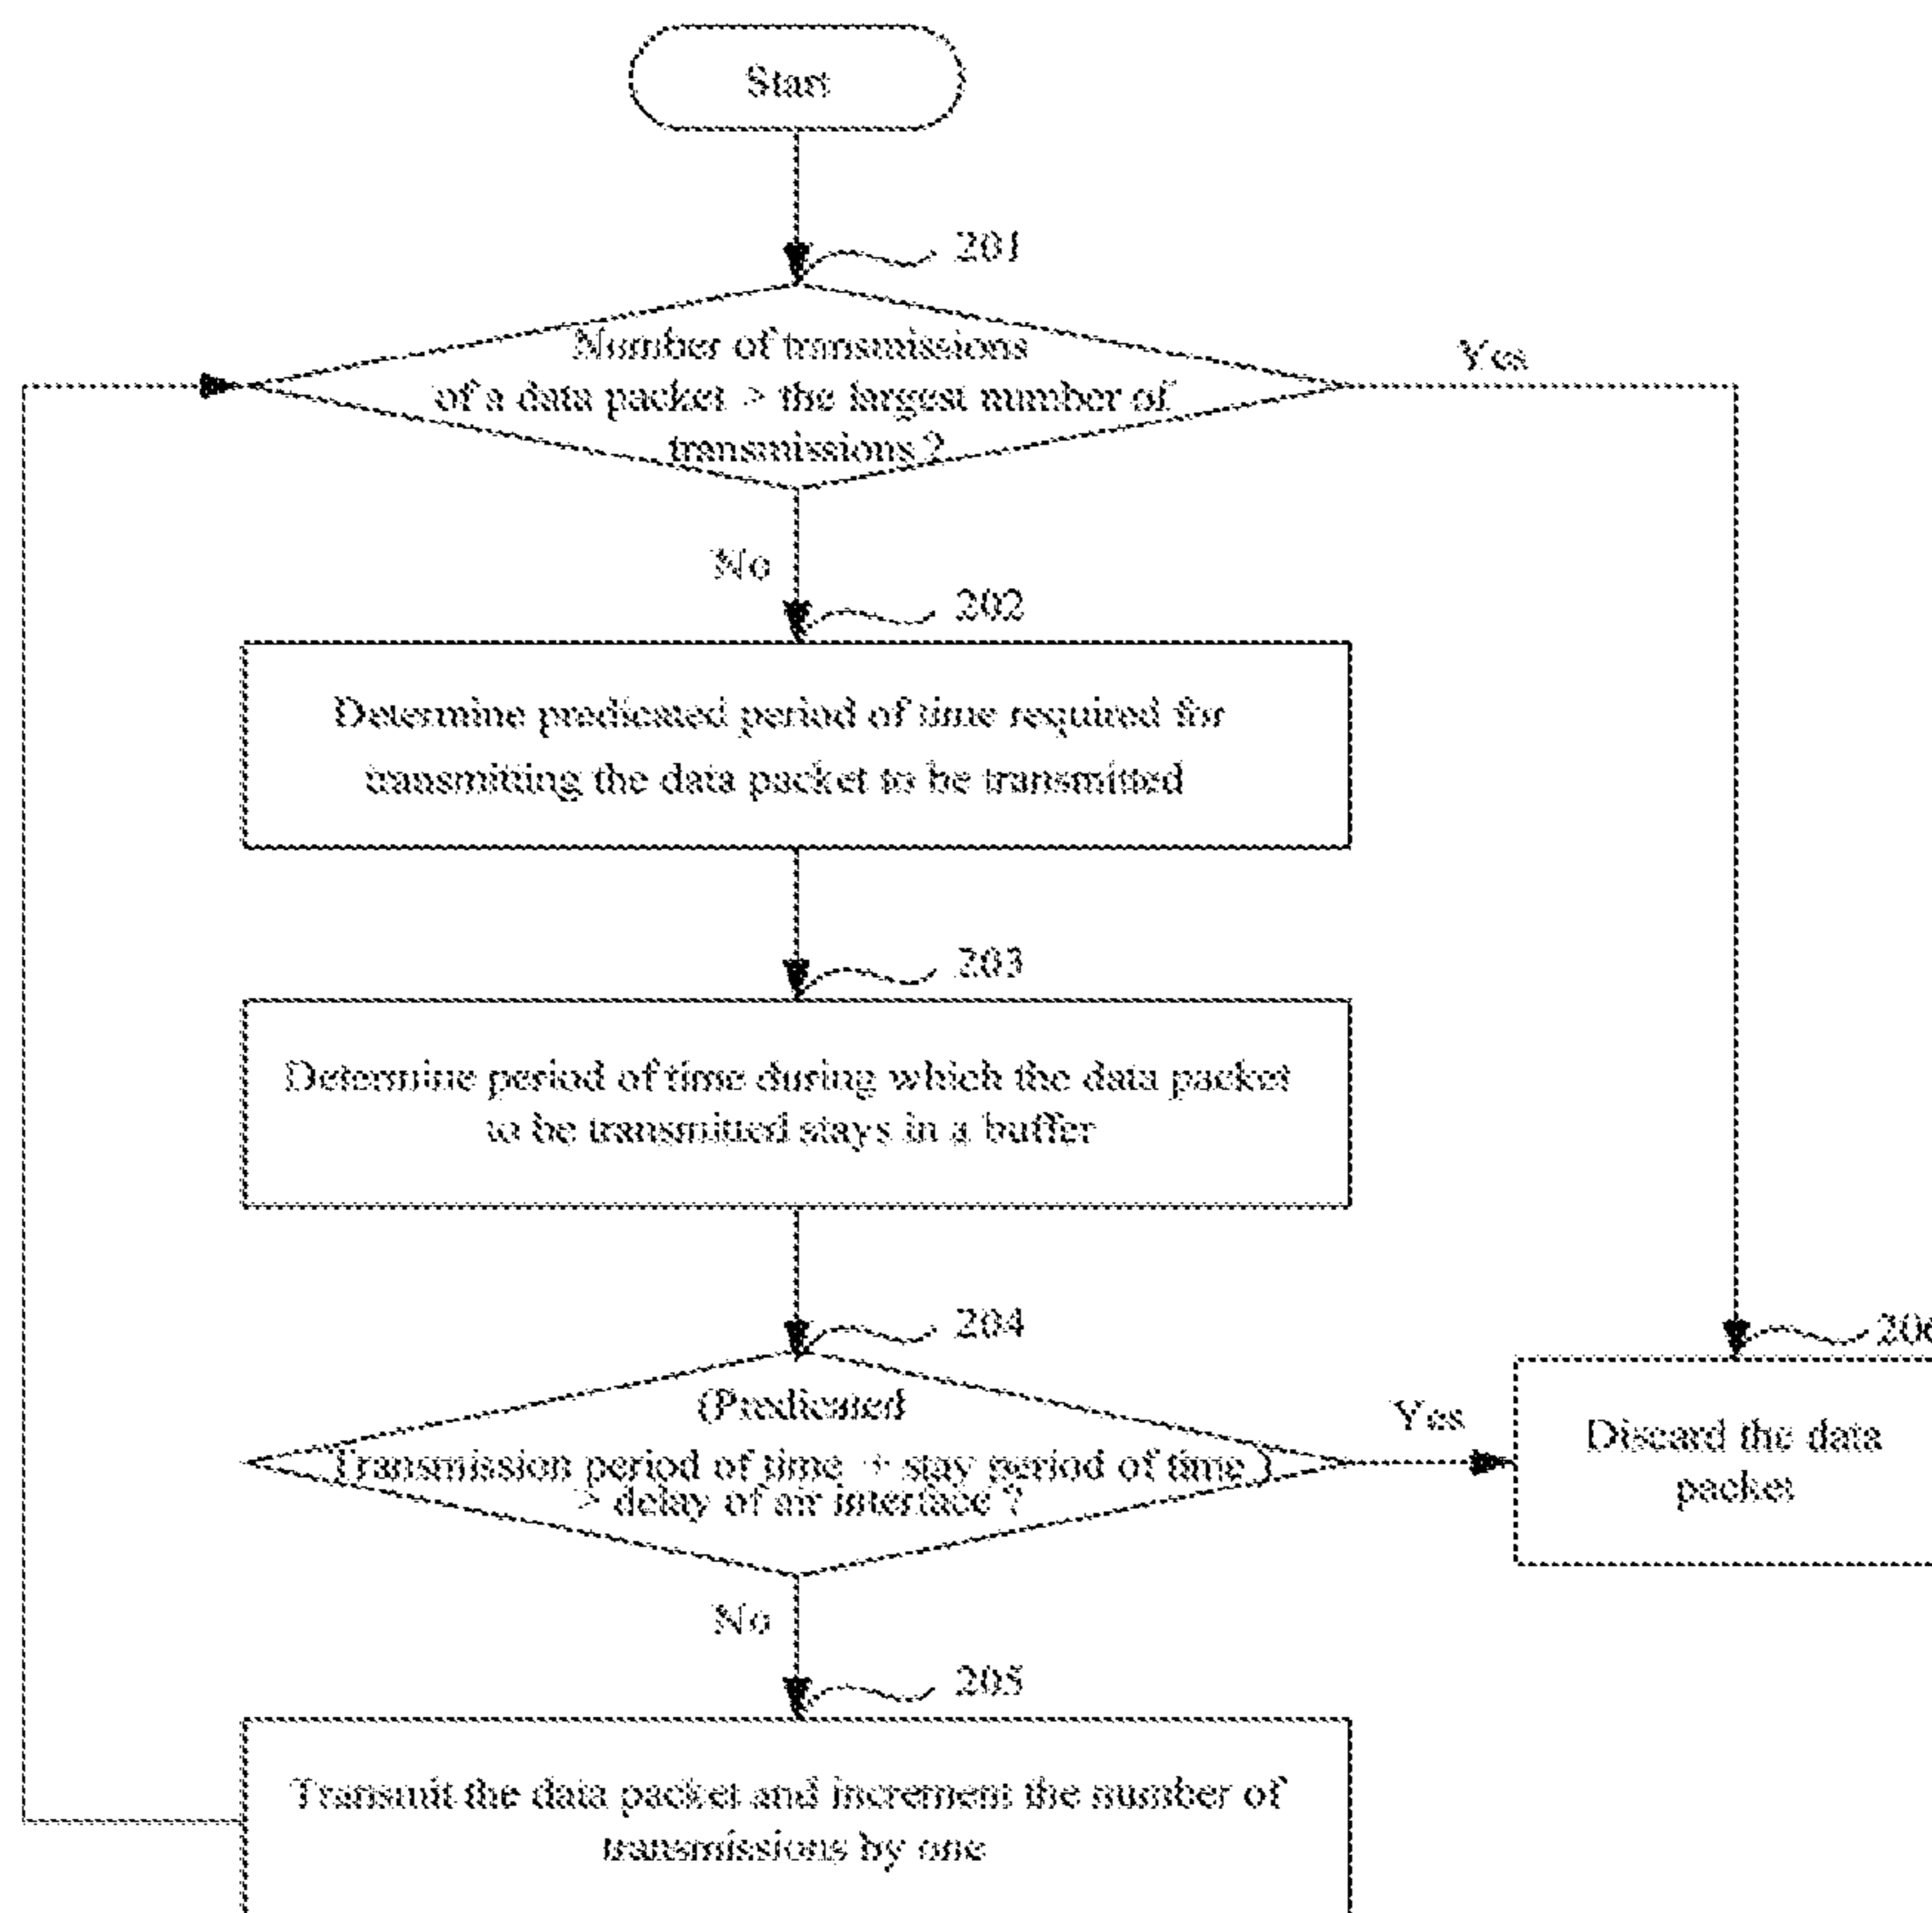 Start
201
Number of transmissions
of a data packet > the largest number of
transmissions ?
Yes
No
202
Determine predicated period of time required for
transmitting the data packet to be transmitted
203
Determine period of time during which the data packet
to be transmitted stays in a buffer
204
(Predicated
Transmission period of time + stay period of time )
> delay of air interface ?
Yes
206
Discard the data
packet
No
205
Transmit the data packet and increment the number of
transmissions by one